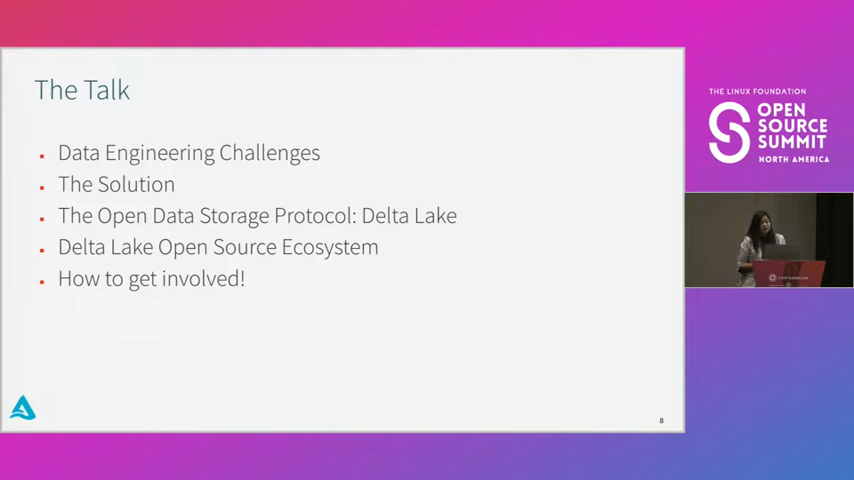 The Talk
Data Engineering Challenges
The Solution
The Open Data Storage Protocol: Delta Lake
Delta Lake Open Source Ecosystem
How to get involved!
8
THE LINUX FOUNDATION
OPEN
SOURCE
SUMMIT
NORTH AMERICA